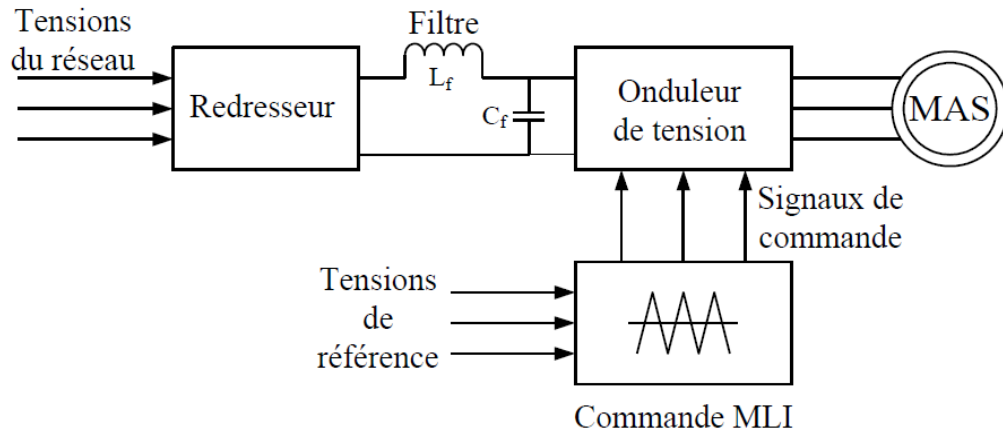 Tensions
du réseau
Redresseur
Filtre
Lf
Cf
Onduleur
de tension
MAS
Signaux de
commande
Tensions
de
référence
Commande MLI